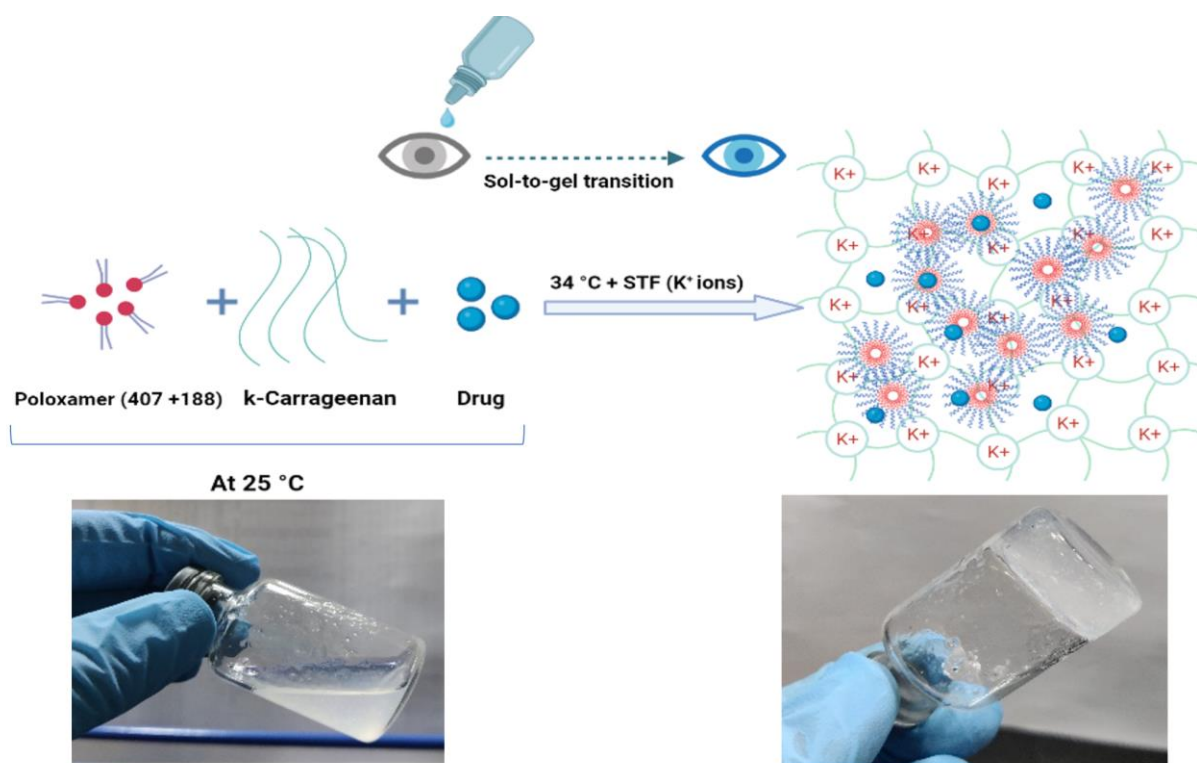 Sol-to-gel transition
34 °C + STF (K⁺ ions)
Poloxamer (407 +188)
k-Carrageenan
Drug
At 25 °C
K+ K+ K+ K+ K+
K+ K+ K+ K+ K+
K+ K+ K+ K+ K+
K+ K+ K+ K+ K+
K+ K+ K+ K+ K+